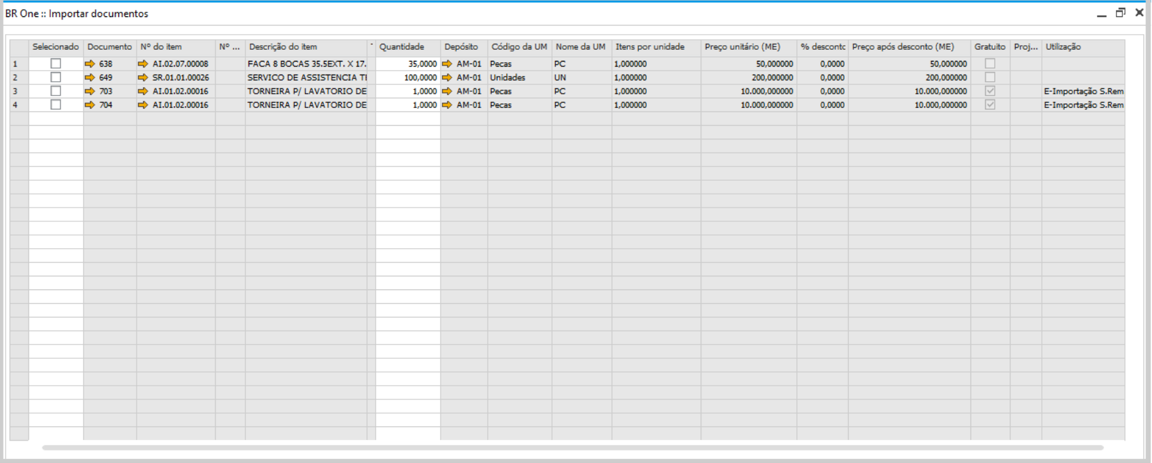 BR One :: Importar documentos
Selecionado Documento Nº do item Nº ... Descrição do item Quantidade Depósito Código da UM Nome da UM Itens por unidade Preço unitário (ME) % desconto Preço após desconto (ME) Gratuito Proj... Utilização
1 638 AI.02.07.00008 FACA 8 BOCAS 35.5EXT. X 17. 35,0000 AM-01 Pecas PC 1,000000 50,000000 0,0000 50,000000
2 649 SR.01.01.00026 SERVICO DE ASSISTENCIA TI 100,0000 AM-01 Unidades UN 1,000000 200,000000 0,0000 200,000000
3 703 AI.01.02.00016 TORNEIRA P/ LAVATORIO DE 1,0000 AM-01 Pecas PC 1,000000 10.000,000000 0,0000 10.000,000000 E-Importação S.Rem
4 704 AI.01.02.00016 TORNEIRA P/ LAVATORIO DE 1,0000 AM-01 Pecas PC 1,000000 10.000,000000 0,0000 10.000,000000 E-Importação S.Rem